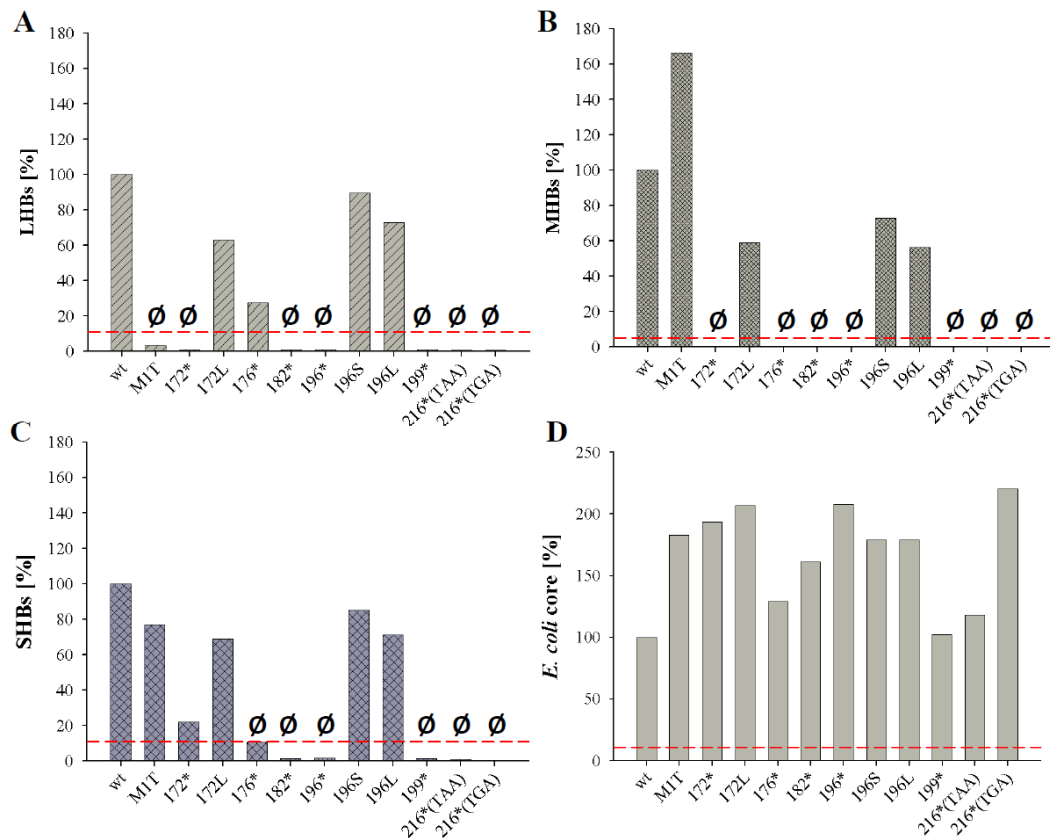 A
LHBs [%]
180
160
140
120
100
80
60
40
20
0
Ø Ø Ø Ø Ø Ø Ø
wt M1T 172* 172L 176* 182* 196* 196S 196L 199* 216*(TAA) 216*(TGA)
B
MHBs [%]
180
160
140
120
100
80
60
40
20
0
Ø Ø Ø Ø Ø Ø Ø
wt M1T 172* 172L 176* 182* 196* 196S 196L 199* 216*(TAA) 216*(TGA)
C
SHBs [%]
180
160
140
120
100
80
60
40
20
0
Ø Ø Ø Ø Ø Ø
wt M1T 172* 172L 176* 182* 196* 196S 196L 199* 216*(TAA) 216*(TGA)
D
E. coli core [%]
250
200
150
100
50
0
wt M1T 172* 172L 176* 182* 196* 196S 196L 199* 216*(TAA) 216*(TGA)